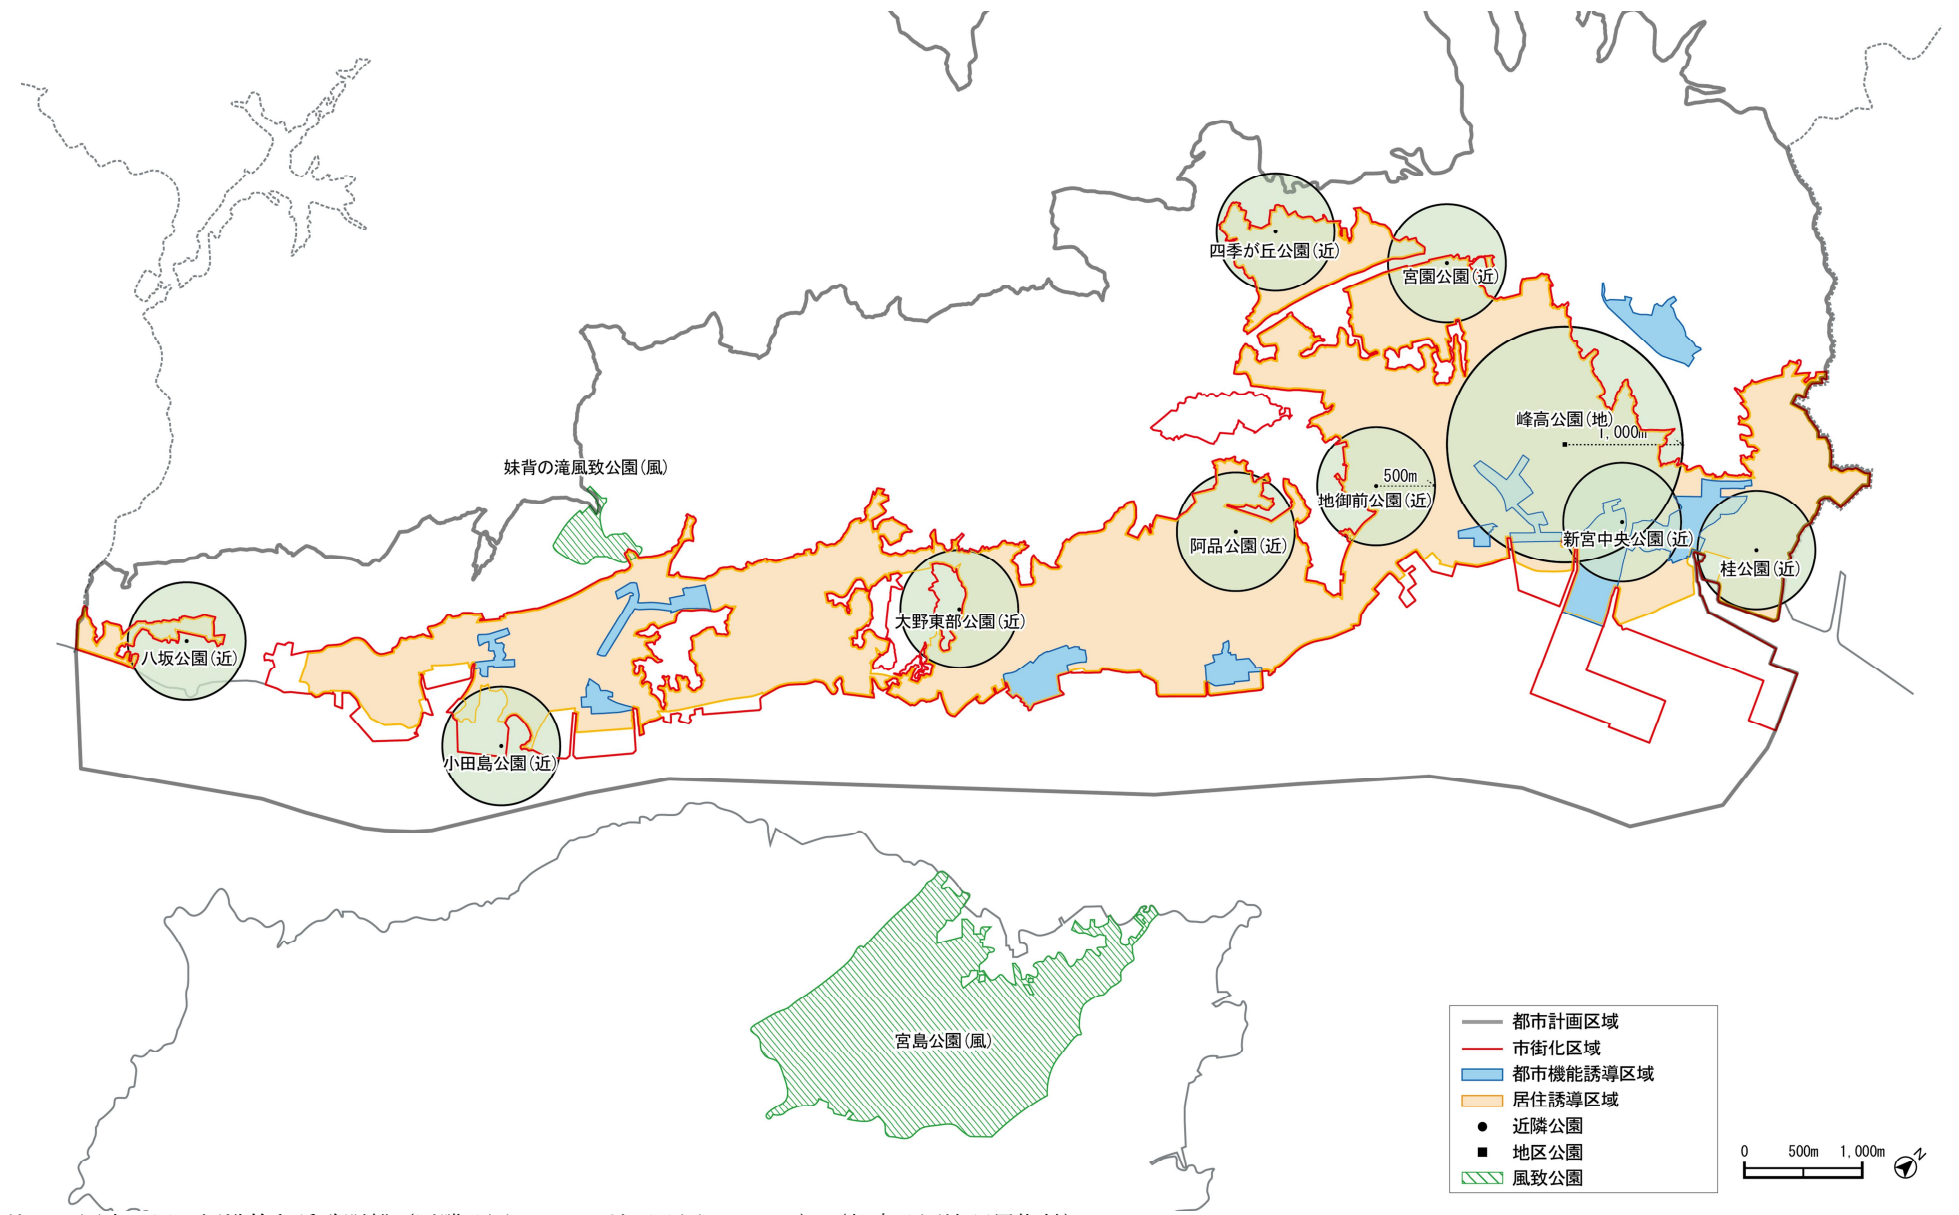 四季が丘公園(近)
宮園公園(近)
峰高公園(地)
1,000m
妹背の滝風致公園(風)
500m
地御前公園(近)
阿品公園(近)
新宮中央公園(近)
桂公園(近)
大野東部公園(近)
八坂公園(近)
小田島公園(近)
宮島公園(風)
都市計画区域
市街化区域
都市機能誘導区域
居住誘導区域
近隣公園
地区公園
風致公園
0 500m 1,000m
N